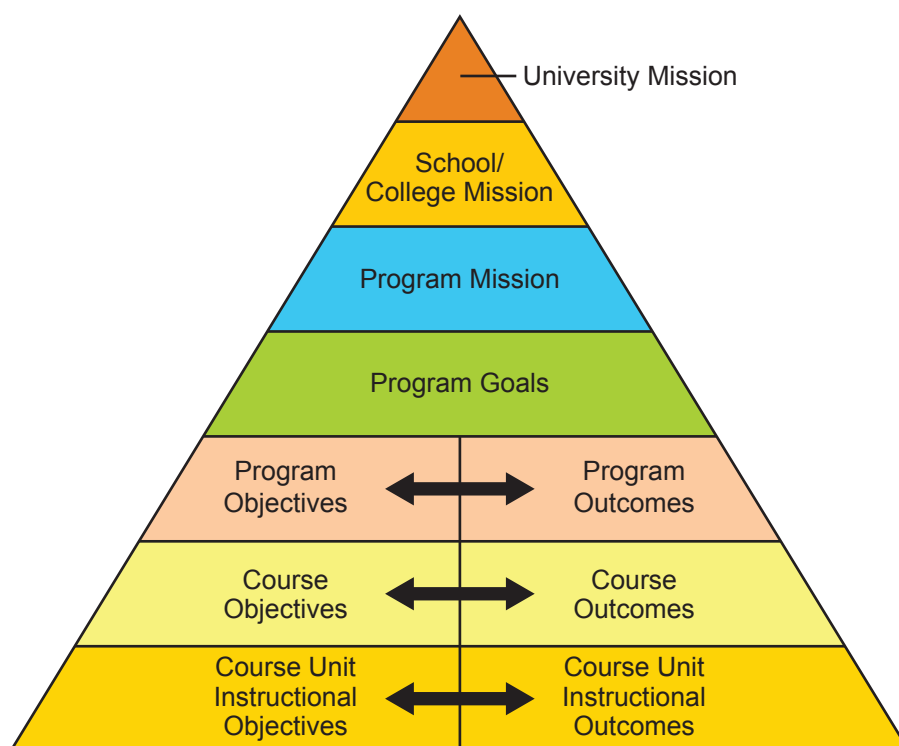 University Mission
School/
College Mission
Program Mission
Program Goals
Program
Objectives
Program
Outcomes
Course
Objectives
Course
Outcomes
Course Unit
Instructional
Objectives
Course Unit
Instructional
Outcomes